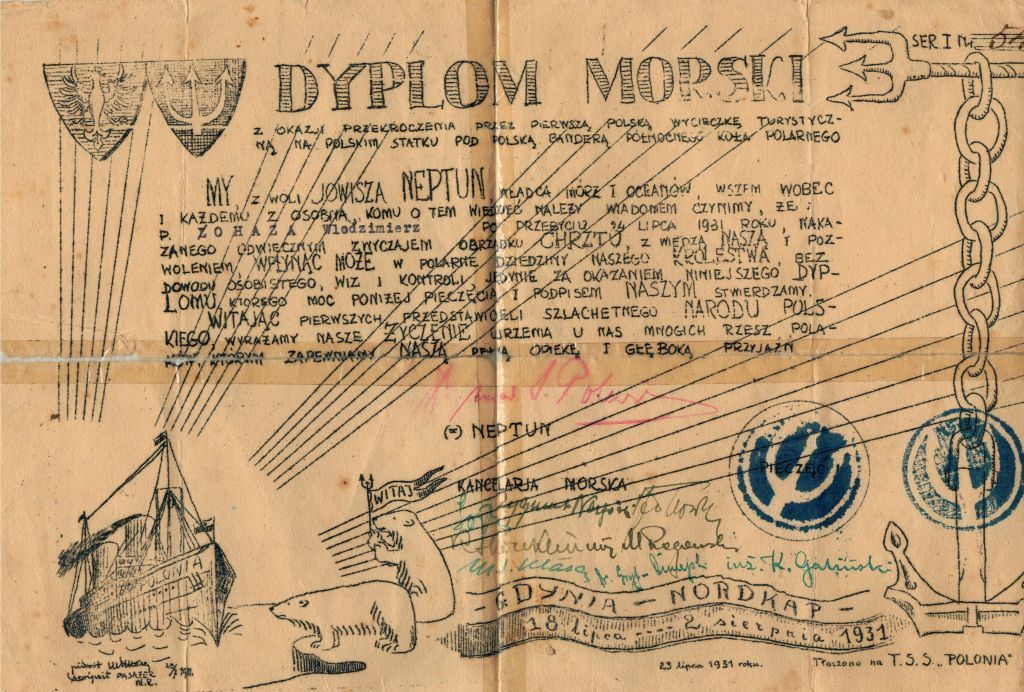 SER. I Nr.
DYPLOM MORSKI
Z OKAZJI PRZEKROCZENIA PRZEZ PIERWSZĄ POLSKĄ WYCIECZKĘ TURYSTYCZ-
NĄ NA POLSKIM STATKU POD POLSKĄ BANDERĄ PÓŁNOCNEGO KOŁA POLARNEGO
MY, Z WOLI JOWISZA NEPTUN WŁADCA MÓRZ I OCEANÓW, WSZEM WOBEC
I KAŻDEMU Z OSOBNA, KOMU O TEM WIEDZIEĆ NALEŻY WIADOMEM CZYNIMY, ŻE:
P. ZOHAZA Włodzimierz PO PRZEBYCIU 24 LIPCA 1931 ROKU, NAKA-
ZANEGO ODWIECZNYM ZWYCZAJEM OBRZĄDKU CHRZTU, Z WIEDZĄ NASZĄ I POZ-
WOLENIEM, WPŁYNĄĆ MOŻE W POLARNE DZIEDZINY NASZEGO KRÓLESTWA, BEZ
DOWODU OSOBISTEGO, WIZ I KONTROLI, JEDYNIE ZA OKAZANIEM NINIEJSZEGO DYP-
LOMU, KTÓREGO MOC PONIŻEJ PIECZĘCIĄ I PODPISEM NASZYM STWIERDZAMY.
WITAJĄC PIERWSZYCH PRZEDSTAWICIELI SZLACHETNEGO NARODU POLS-
KIEGO, WYRAŻAMY NASZE ŻYCZENIE UJRZENIA U NAS MNOGICH RZESZ POLA-
KÓW, KTÓRYM ZAPEWNIAMY NASZĄ PEŁNĄ OPIEKĘ I GŁĘBOKĄ PRZYJAŹŃ
(=) NEPTUN
PIECZĘĆ
WITAJ
KANCELARJA MORSKA
inż. K. Gatziński
POLONIA
- GDYNIA - NORDKAP -
18 lipca - 2 sierpnia 1931
23 lipca 1931 roku.
Tłoczono na T.S.S. „POLONIA"